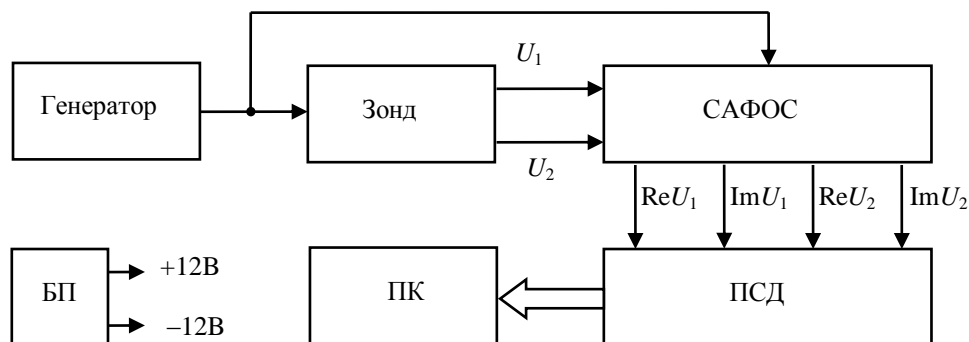 U₁
Генератор
Зонд
САФОС
U₂
ReU₁
ImU₁
ReU₂
ImU₂
+12В
БП
ПК
ПСД
−12В